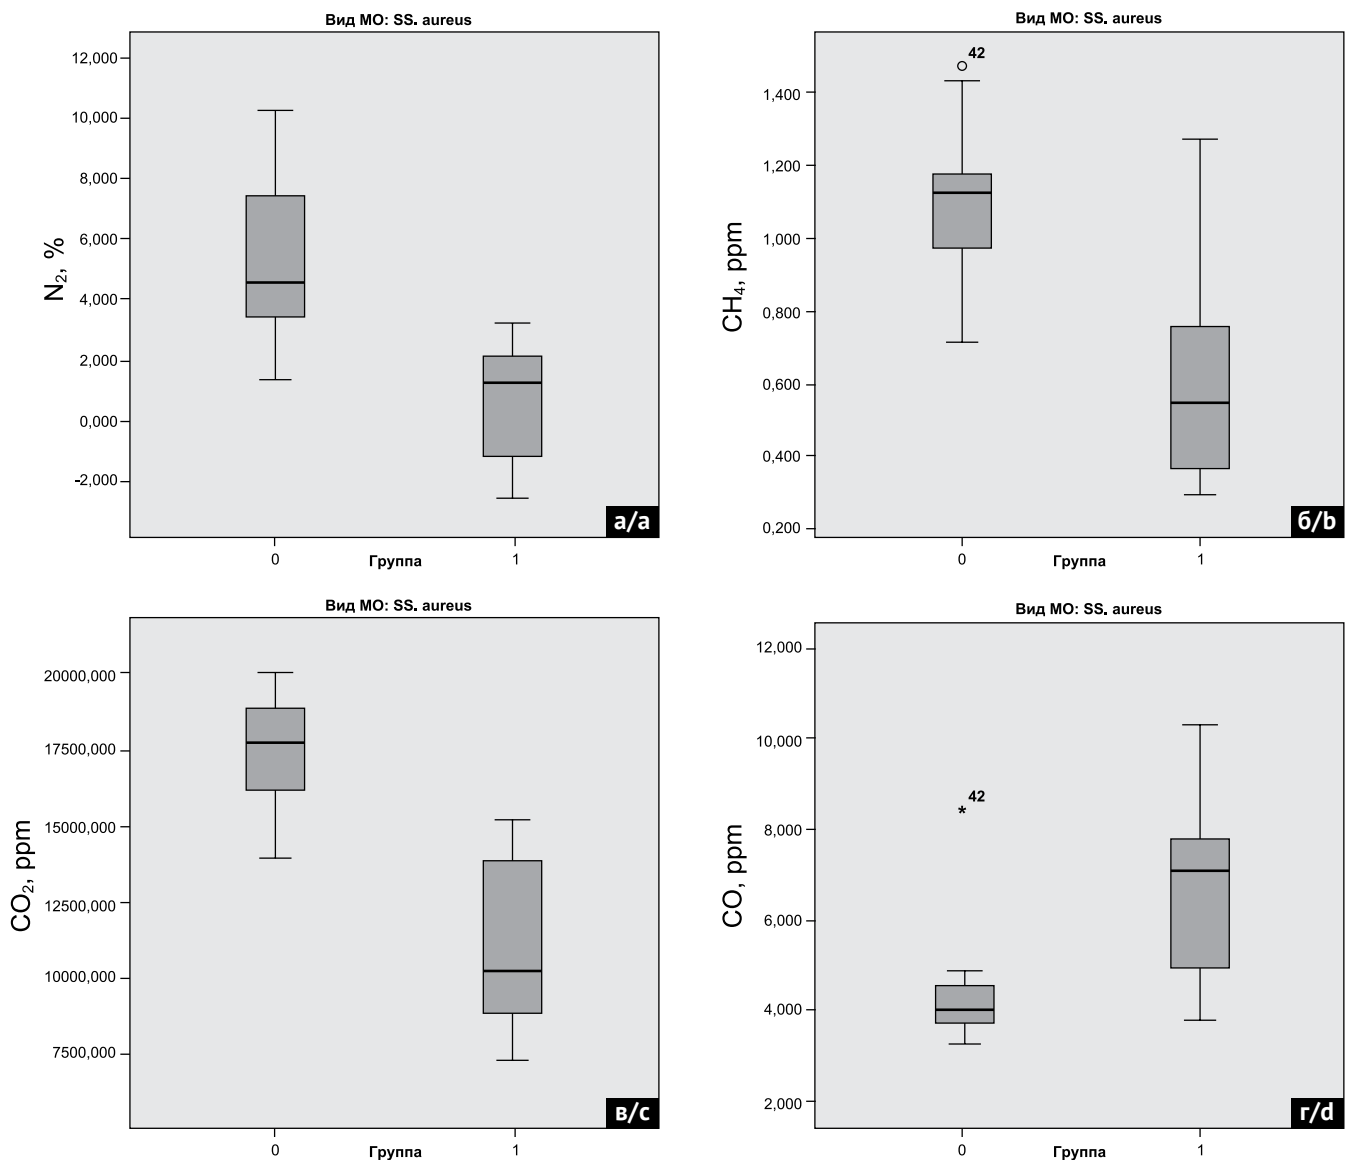 Вид МО: SS. aureus
12,000
10,000
8,000
6,000
4,000
2,000
0,000
-2,000
N₂, %
0
Группа
1
а/a
Вид МО: SS. aureus
42
1,400
1,200
1,000
0,800
0,600
0,400
0,200
CH₄, ppm
0
Группа
1
б/b
Вид МО: SS. aureus
20000,000
17500,000
15000,000
12500,000
10000,000
7500,000
CO₂, ppm
0
Группа
1
в/c
Вид МО: SS. aureus
12,000
10,000
8,000
6,000
4,000
2,000
*42
CO, ppm
0
Группа
1
г/d